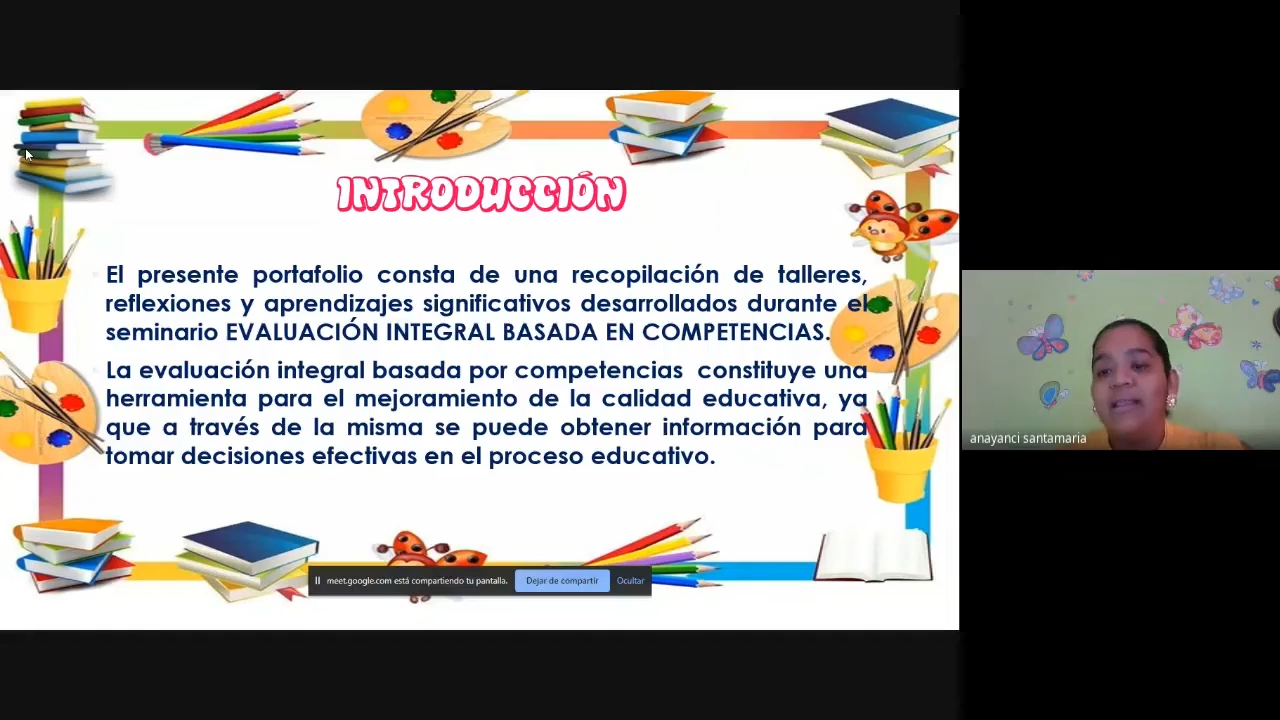 INTRODUCCIÓN
El presente portafolio consta de una recopilación de talleres,
reflexiones y aprendizajes significativos desarrollados durante el
seminario EVALUACIÓN INTEGRAL BASADA EN COMPETENCIAS.
La evaluación integral basada por competencias constituye una
herramienta para el mejoramiento de la calidad educativa, ya
que a través de la misma se puede obtener información para
tomar decisiones efectivas en el proceso educativo.
meet.google.com está compartiendo tu pantalla. Dejar de compartir Ocultar
anayanci santamaria